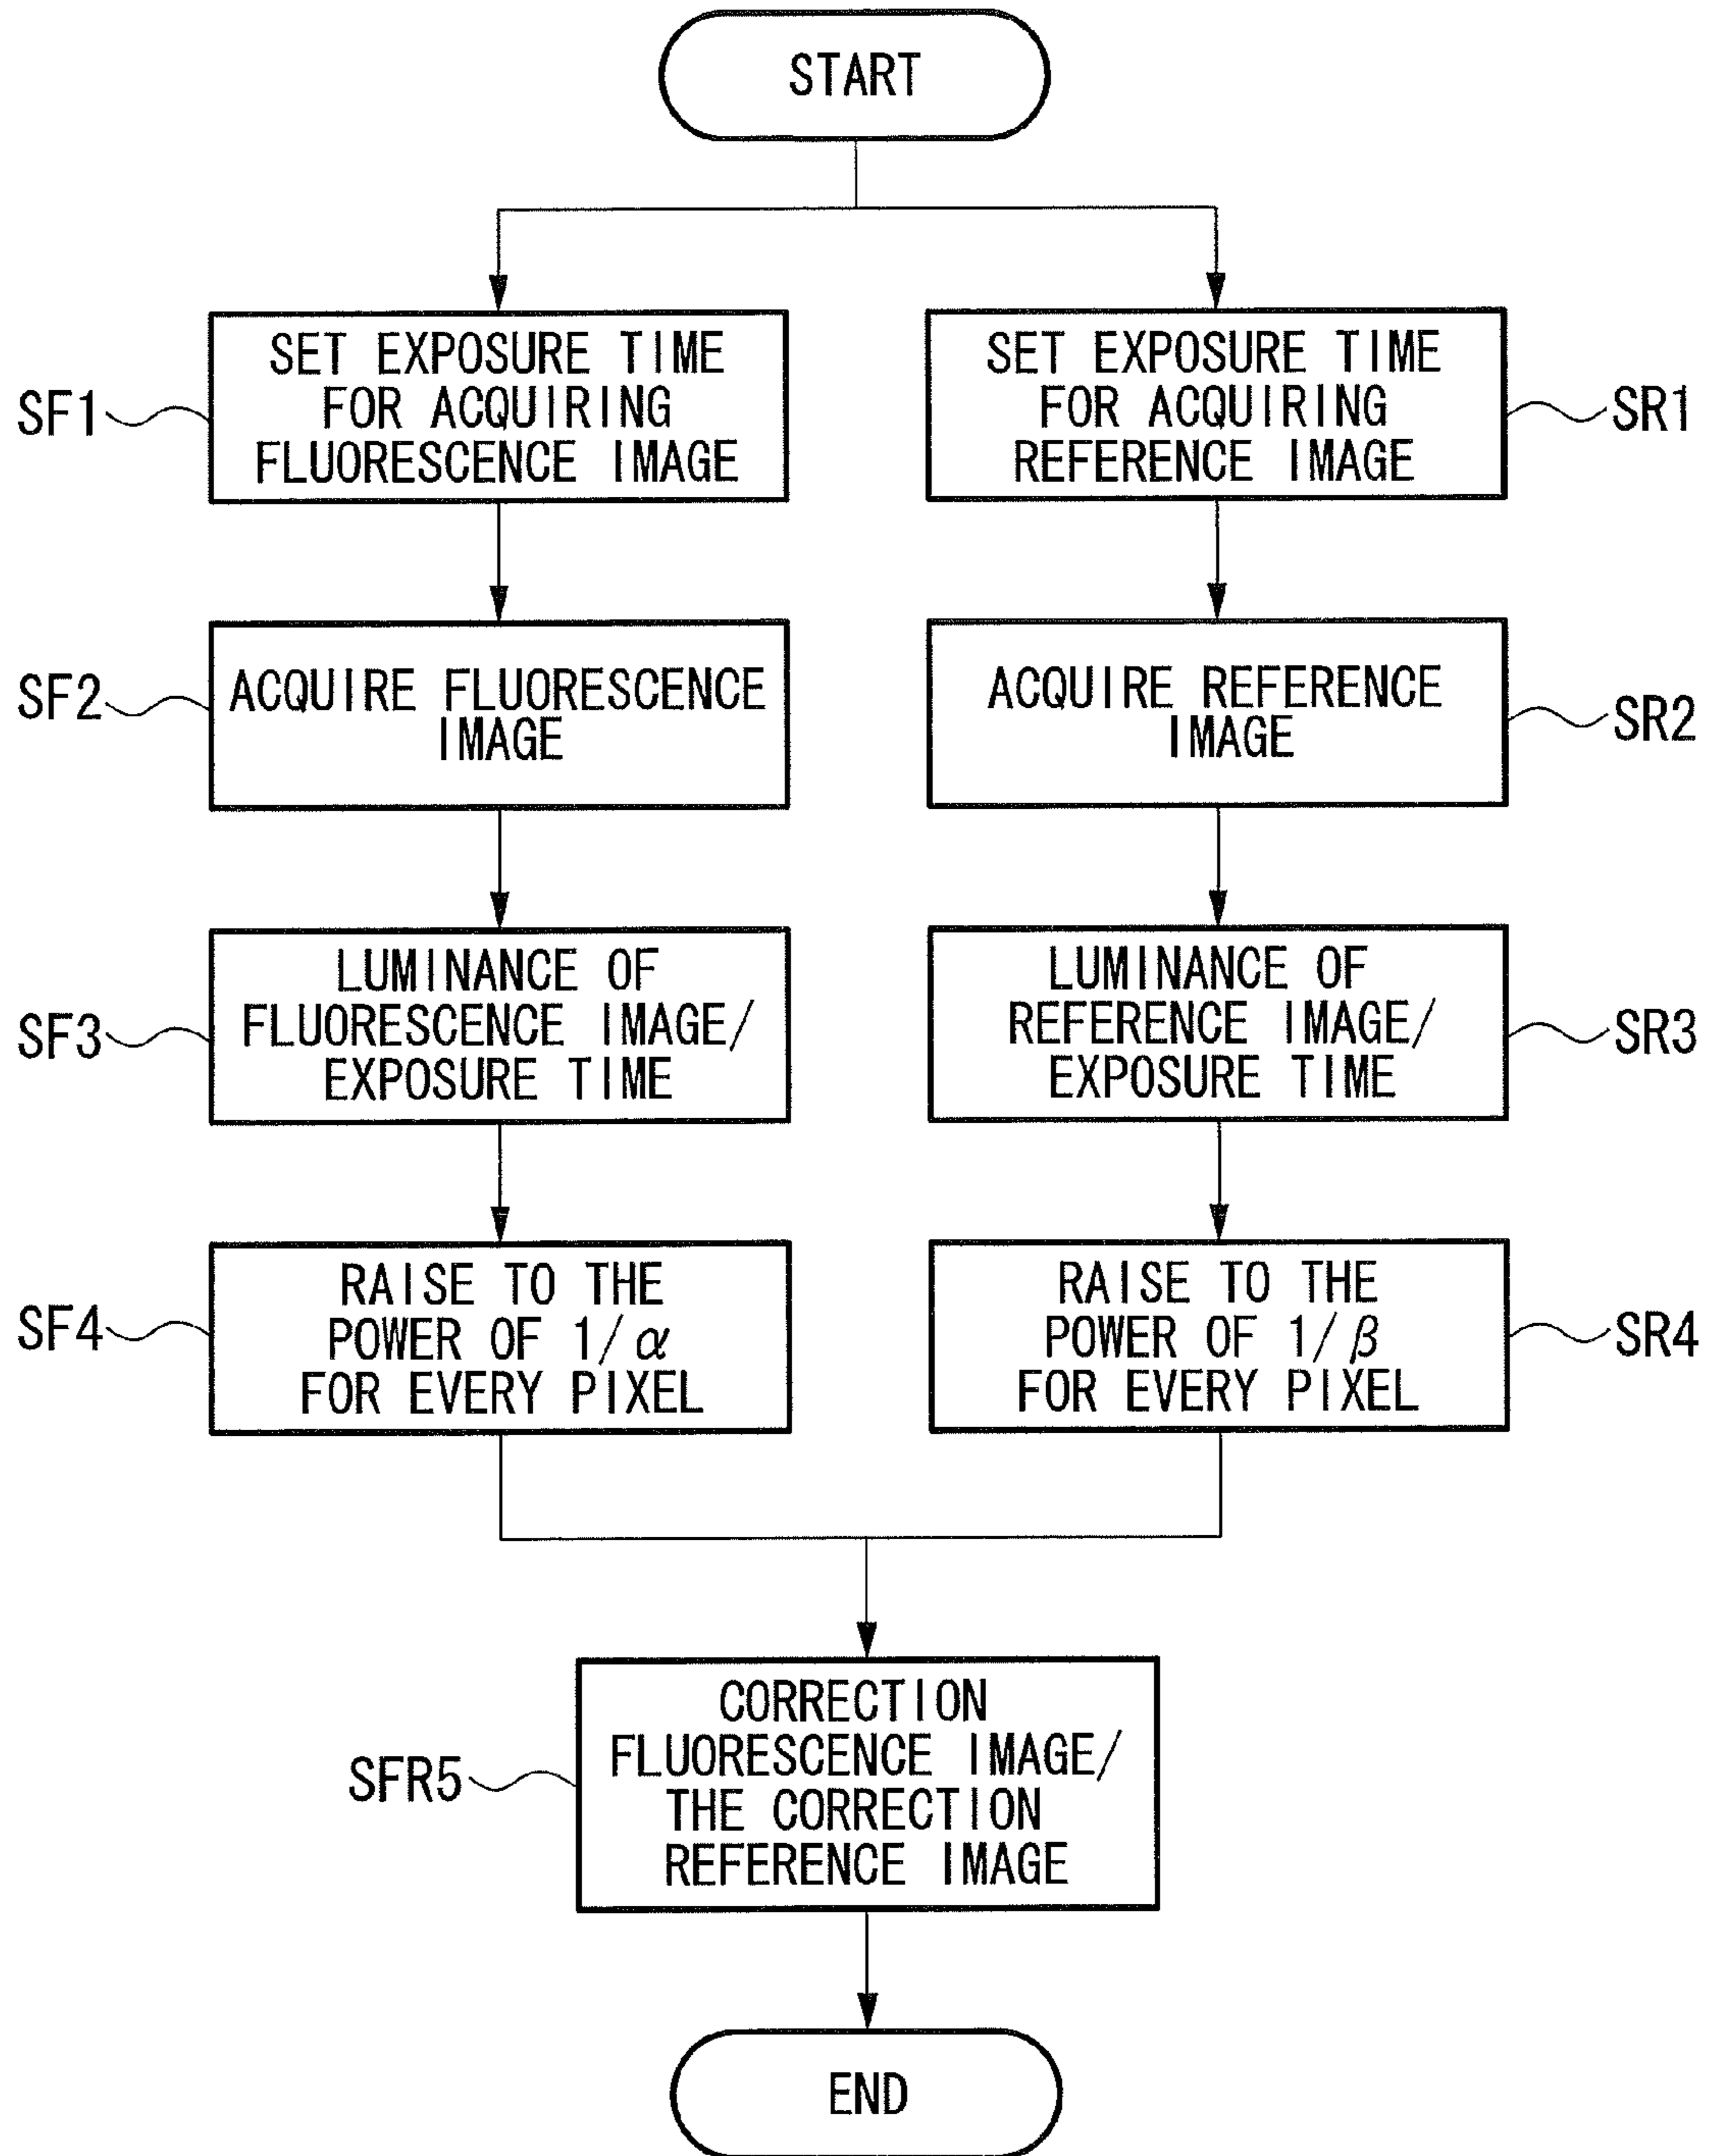 START
SET EXPOSURE TIME
FOR ACQUIRING
FLUORESCENCE IMAGE
SF1
SET EXPOSURE TIME
FOR ACQUIRING
REFERENCE IMAGE
SR1
ACQUIRE FLUORESCENCE
IMAGE
SF2
ACQUIRE REFERENCE
IMAGE
SR2
LUMINANCE OF
FLUORESCENCE IMAGE/
EXPOSURE TIME
SF3
LUMINANCE OF
REFERENCE IMAGE/
EXPOSURE TIME
SR3
RAISE TO THE
POWER OF 1/α
FOR EVERY PIXEL
SF4
RAISE TO THE
POWER OF 1/β
FOR EVERY PIXEL
SR4
CORRECTION
FLUORESCENCE IMAGE/
THE CORRECTION
REFERENCE IMAGE
SFR5
END